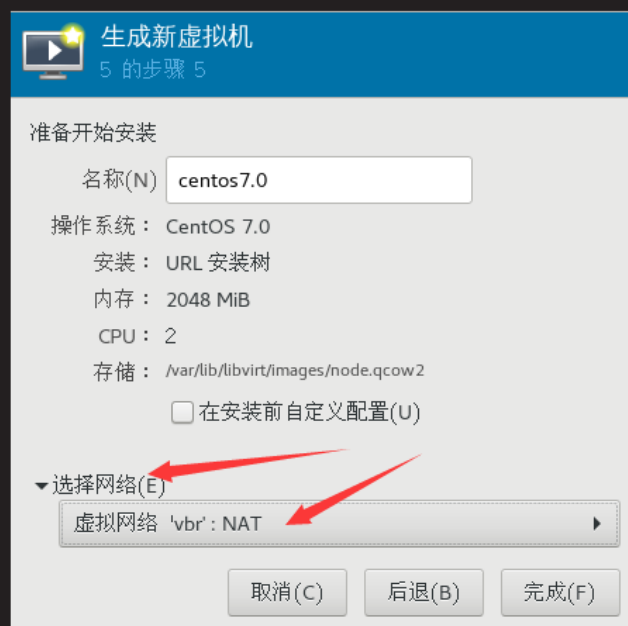 生成新虚拟机
5 的步骤 5
准备开始安装
名称(N) centos7.0
操作系统： CentOS 7.0
安装： URL 安装树
内存： 2048 MiB
CPU： 2
存储： /var/lib/libvirt/images/node.qcow2
在安装前自定义配置(U)
选择网络(E)
虚拟网络 'vbr' : NAT
取消(C) 后退(B) 完成(F)